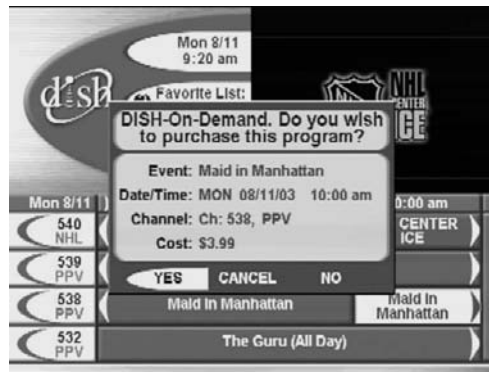 Mon 8/11
9:20 am
dish
Favorite List:
NHL
CENTER
ICE
DISH-On-Demand. Do you wish
to purchase this program?
Event: Maid in Manhattan
Date/Time: MON 08/11/03 10:00 am
Channel: Ch: 538, PPV
Cost: $3.99
YES CANCEL NO
Mon 8/11
0:00 am
540
NHL
CENTER
ICE
539
PPV
538
PPV
Maid in Manhattan
Maid in
Manhattan
532
PPV
The Guru (All Day)